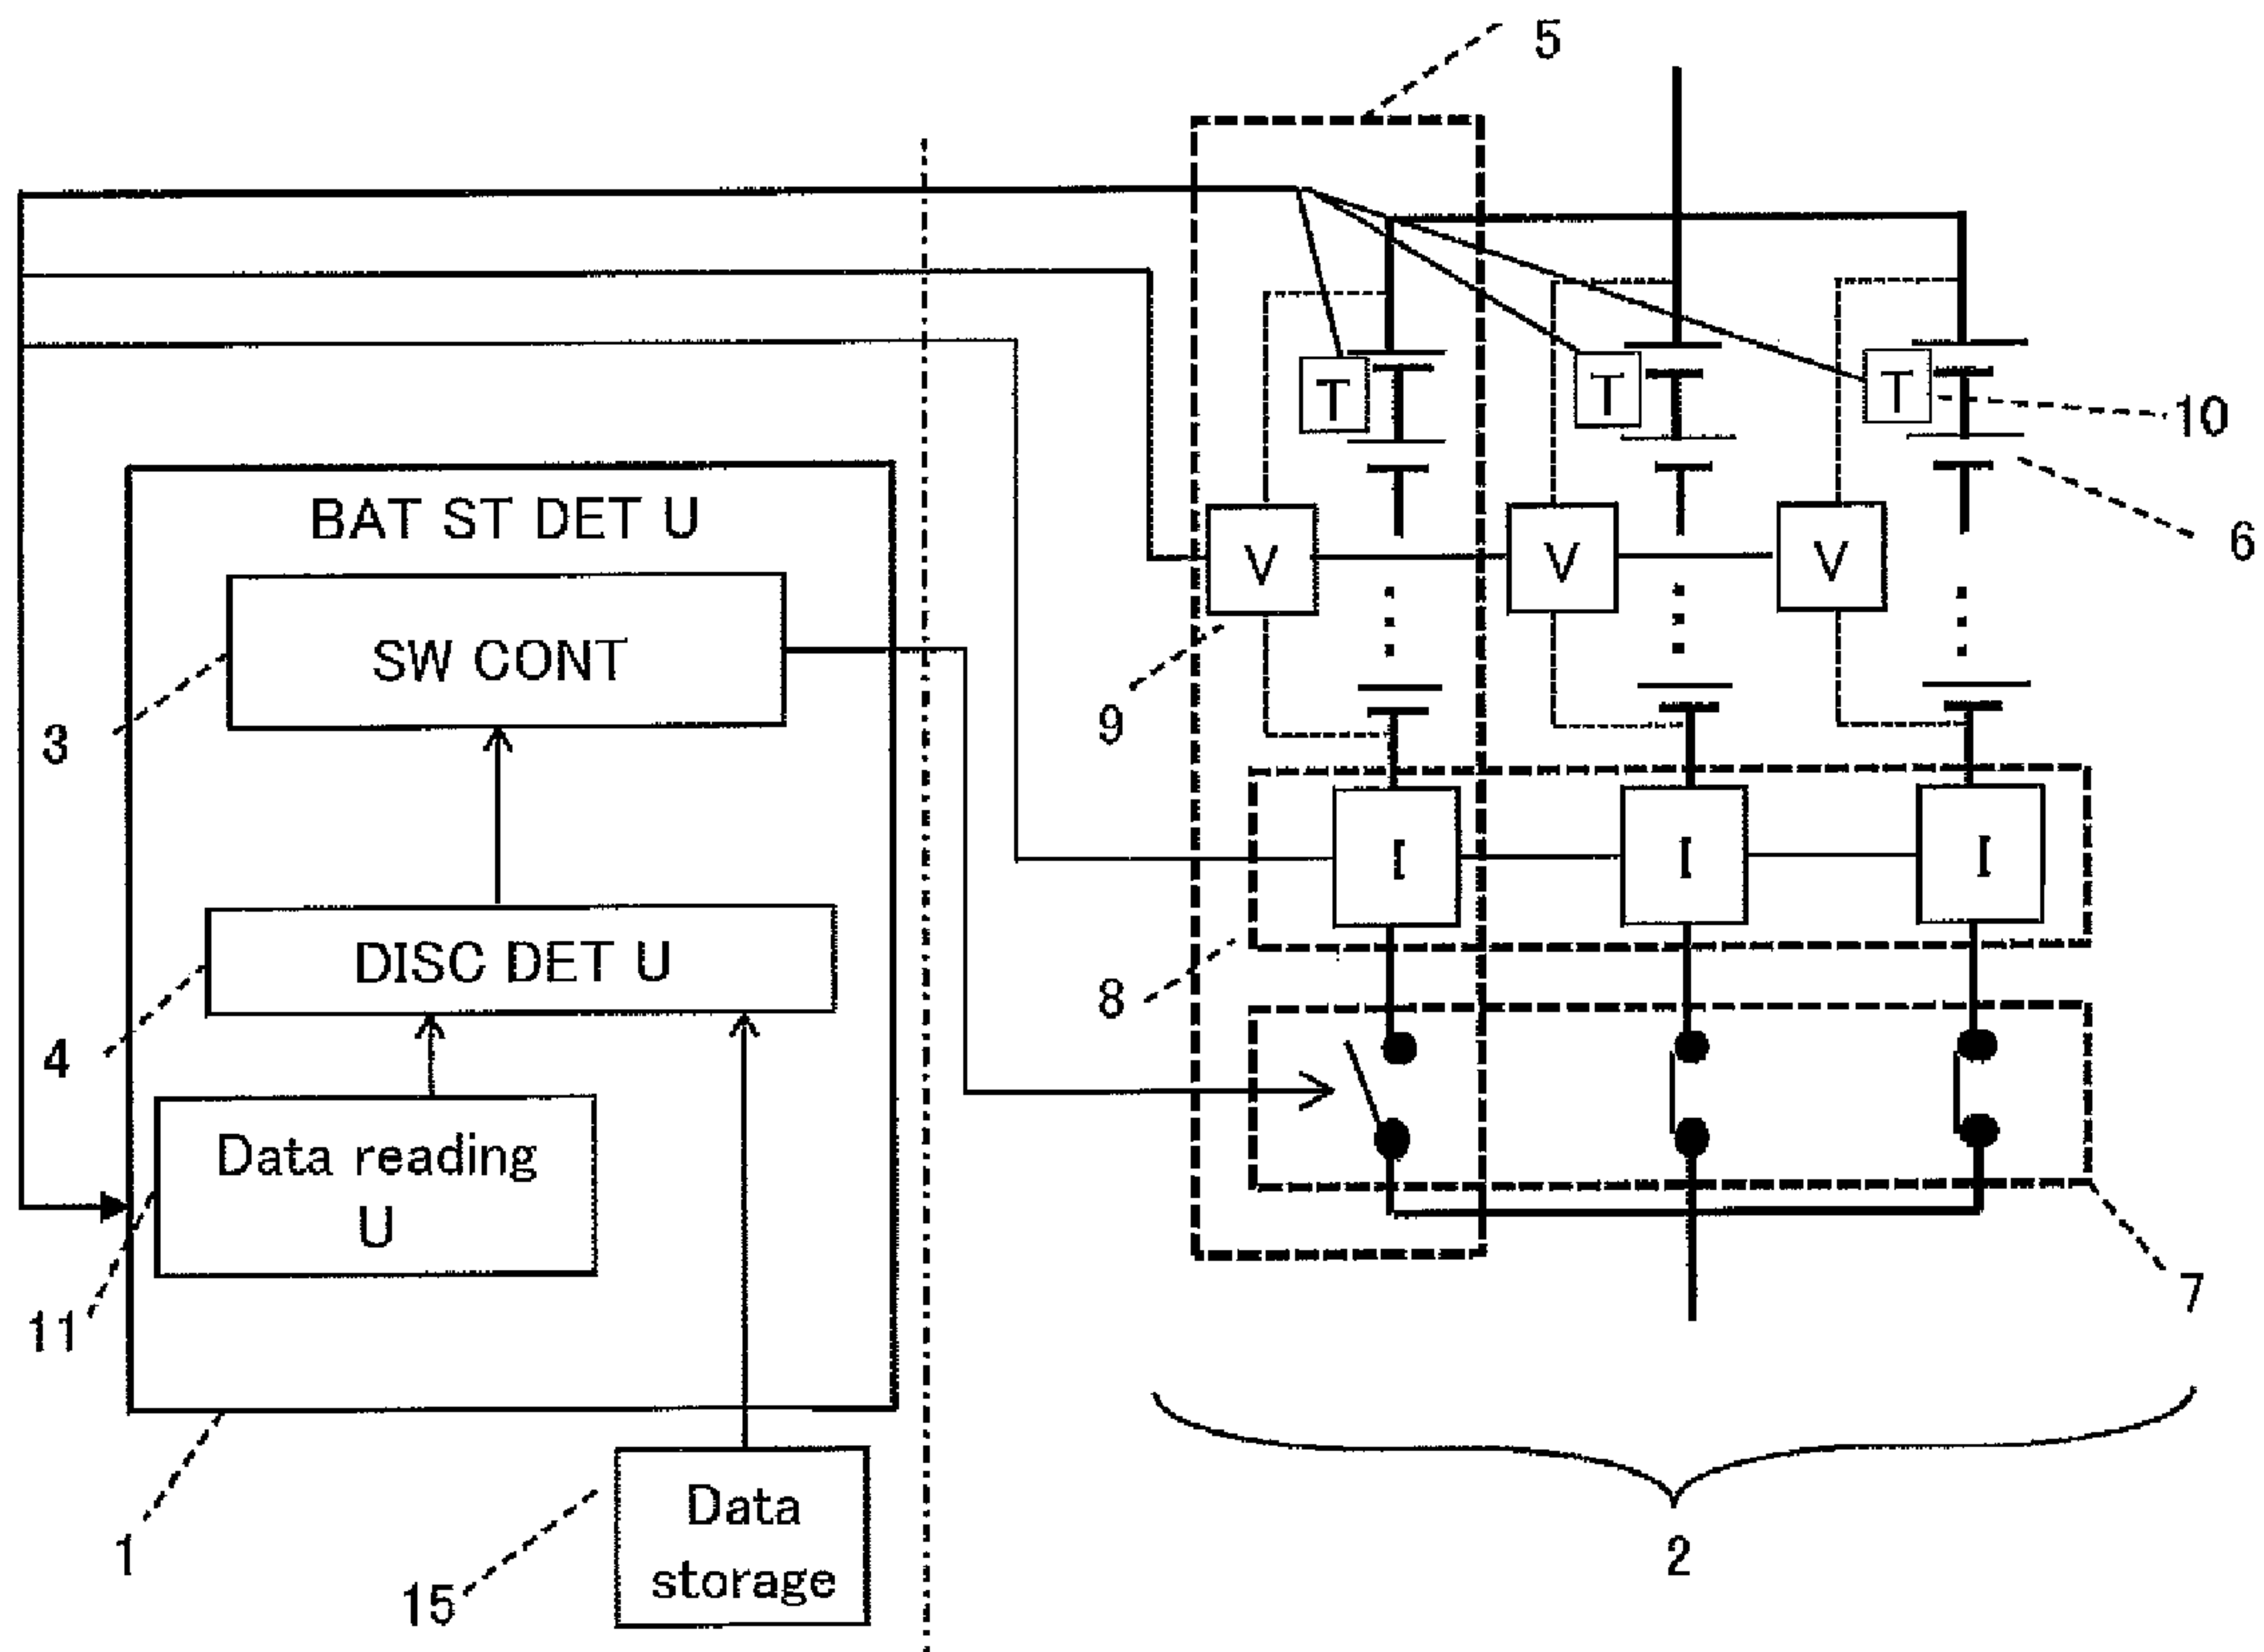 5
T
T
T
10
BAT ST DET U
6
V
V
V
SW CONT
9
3
I
I
I
DISC DET U
8
4
Data reading
U
11
7
Data
storage
1
15
2